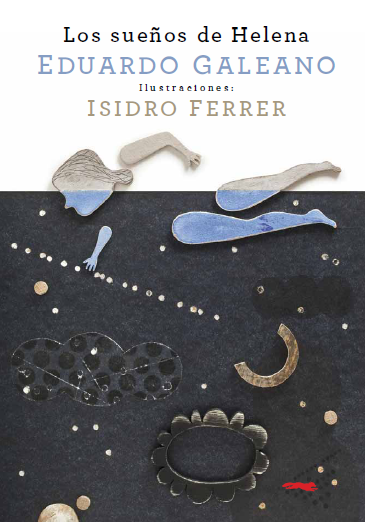 Los sueños de Helena
EDUARDO GALEANO
Ilustraciones:
ISIDRO FERRER